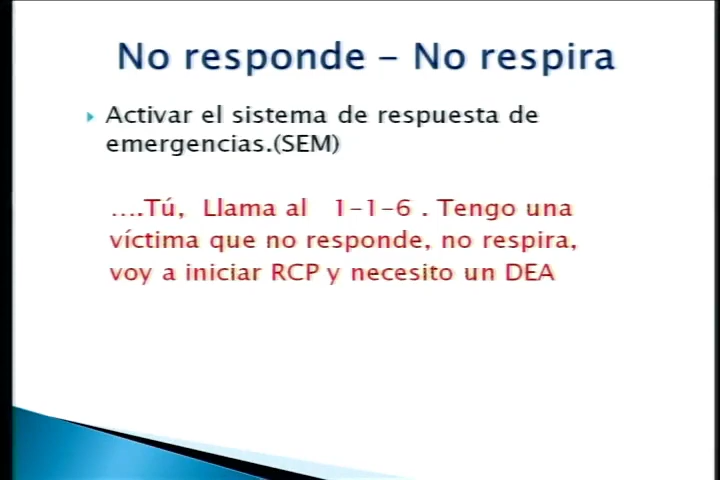 No responde - No respira
Activar el sistema de respuesta de
emergencias.(SEM)
....Tú, Llama al 1-1-6 . Tengo una
víctima que no responde, no respira,
voy a iniciar RCP y necesito un DEA